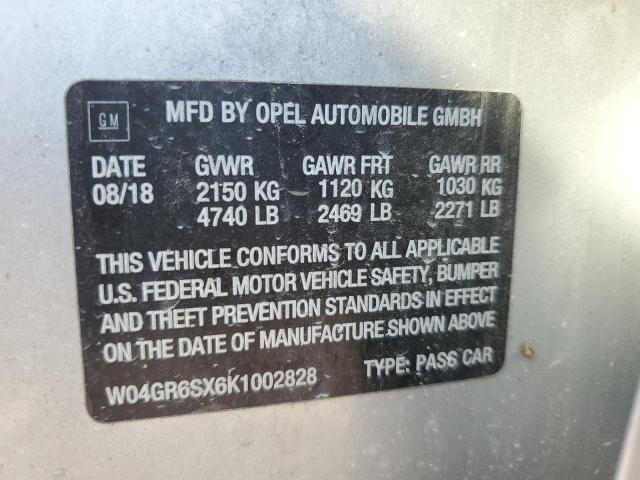 GM MFD BY OPEL AUTOMOBILE GMBH
DATE GVWR GAWR FRT GAWR RR
08/18 2150 KG 1120 KG 1030 KG
4740 LB 2469 LB 2271 LB
THIS VEHICLE CONFORMS TO ALL APPLICABLE
U.S. FEDERAL MOTOR VEHICLE SAFETY, BUMPER
AND THEFT PREVENTION STANDARDS IN EFFECT
ON THE DATE OF MANUFACTURE SHOWN ABOVE
W04GR6SX6K1002828 TYPE: PASS CAR